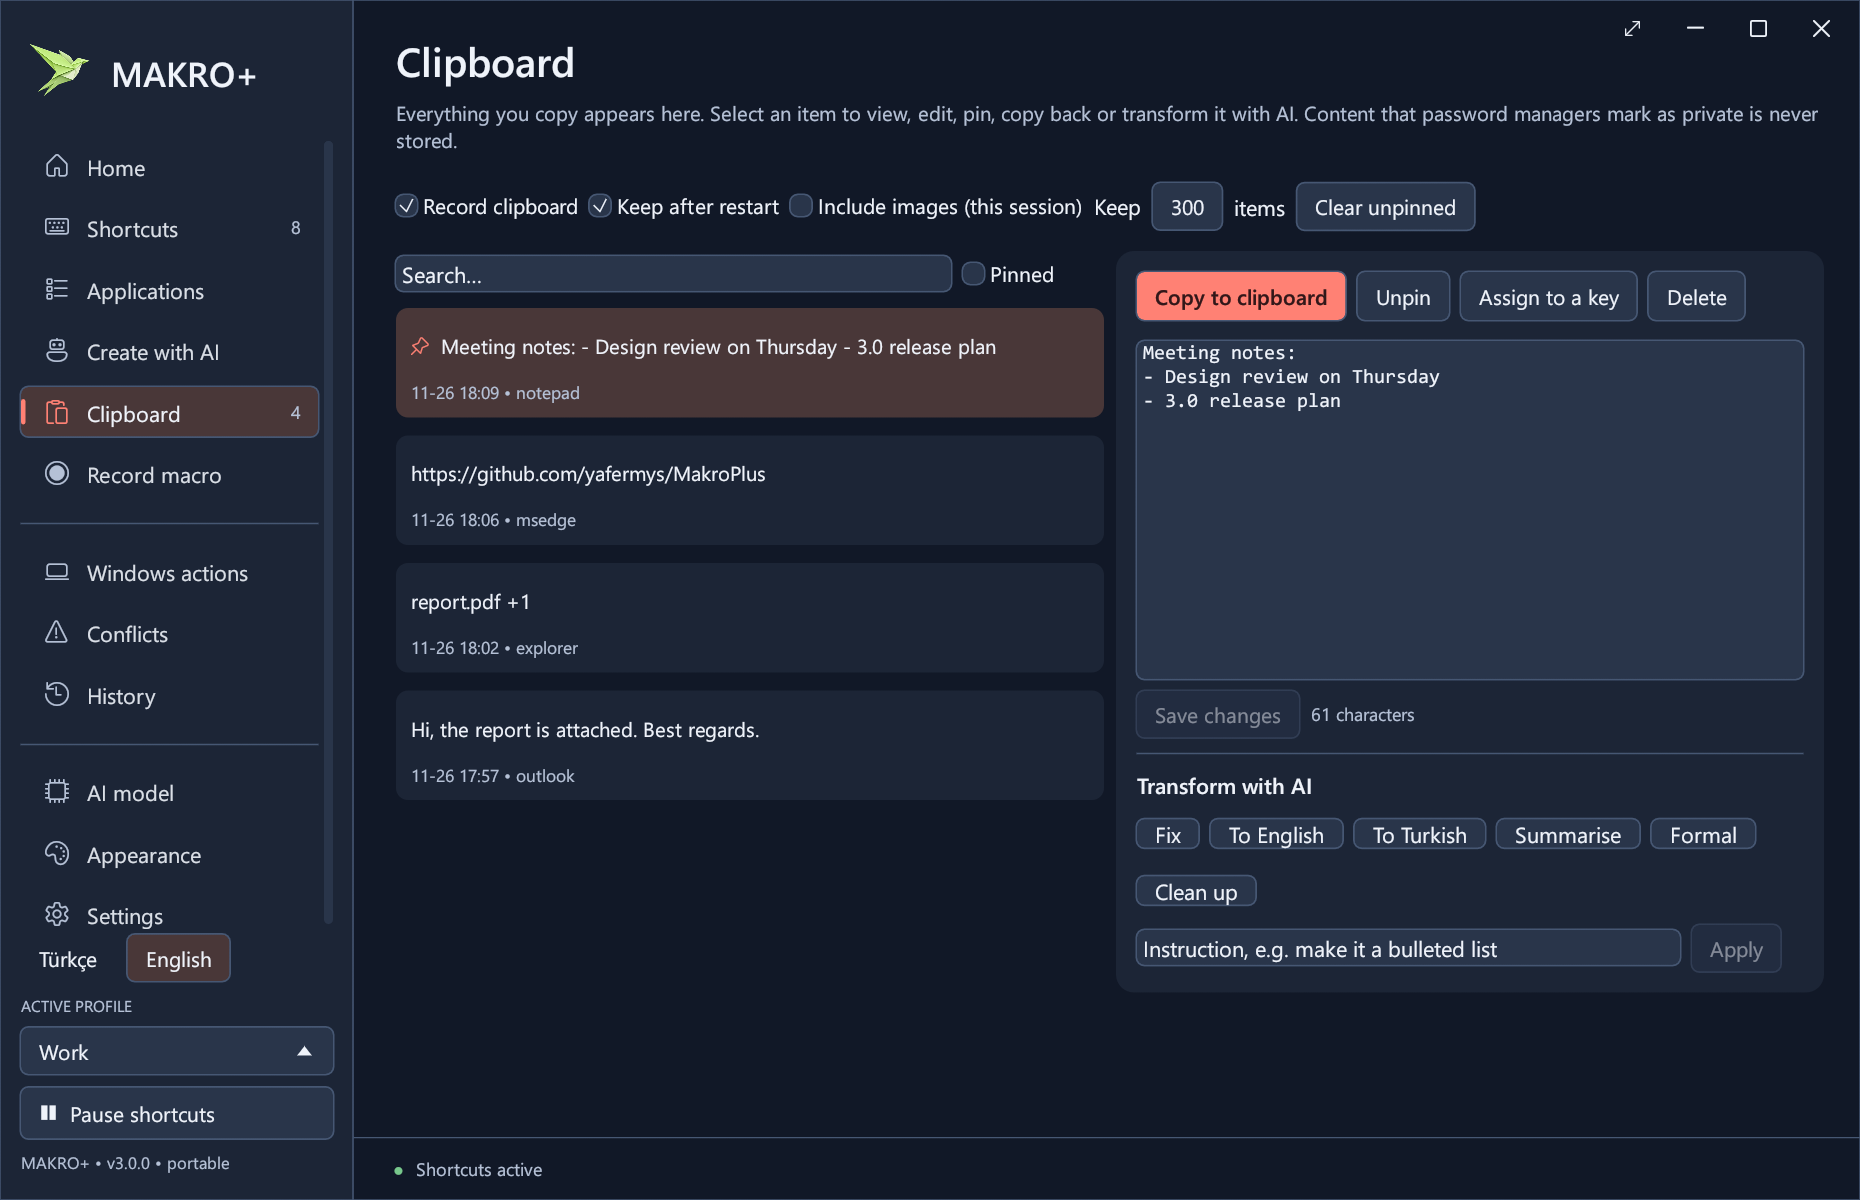 MAKRO+
Home
Shortcuts 8
Applications
Create with AI
Clipboard 4
Record macro
Windows actions
Conflicts
History
AI model
Appearance
Settings
Türkçe English
ACTIVE PROFILE
Work
Pause shortcuts
MAKRO+ • v3.0.0 • portable
Clipboard
Everything you copy appears here. Select an item to view, edit, pin, copy back or transform it with AI. Content that password managers mark as private is never
stored.
Record clipboard Keep after restart Include images (this session) Keep 300 items Clear unpinned
Search... Pinned
Meeting notes: - Design review on Thursday - 3.0 release plan
11-26 18:09 • notepad
https://github.com/yafermys/MakroPlus
11-26 18:06 • msedge
report.pdf +1
11-26 18:02 • explorer
Hi, the report is attached. Best regards.
11-26 17:57 • outlook
Copy to clipboard Unpin Assign to a key Delete
Meeting notes:
- Design review on Thursday
- 3.0 release plan
Save changes 61 characters
Transform with AI
Fix To English To Turkish Summarise Formal
Clean up
Instruction, e.g. make it a bulleted list Apply
Shortcuts active